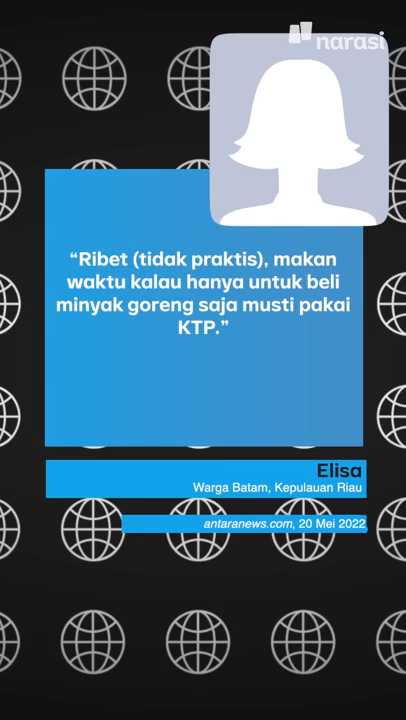 narasi
“Ribet (tidak praktis), makan
waktu kalau hanya untuk beli
minyak goreng saja musti pakai
KTP.”
Elisa
Warga Batam, Kepulauan Riau
antaranews.com, 20 Mei 2022